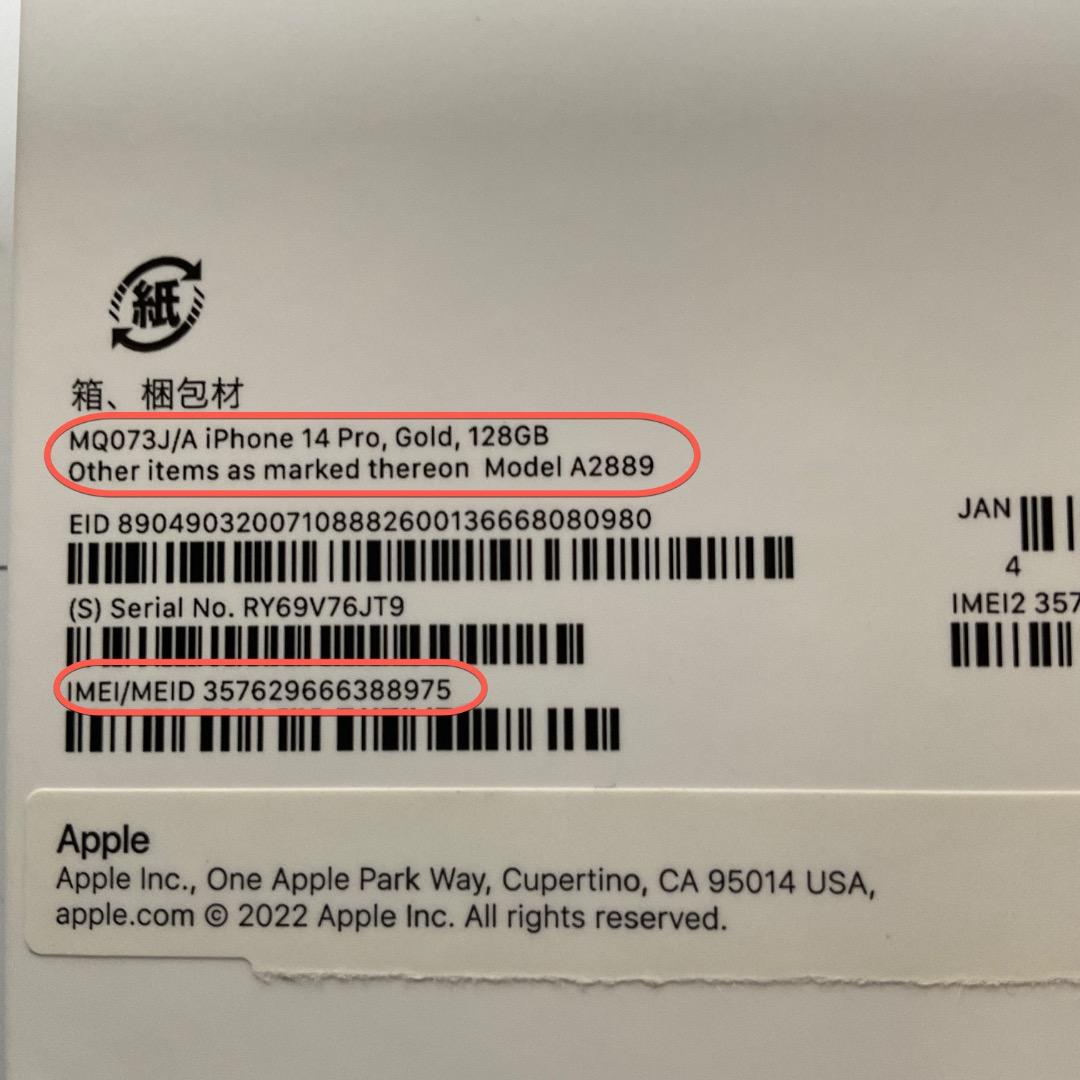 紙
箱、梱包材
MQ073J/A iPhone 14 Pro, Gold, 128GB
Other items as marked thereon Model A2889
EID 89049032007108882600136668080980
JAN
4
(S) Serial No. RY69V76JT9
IMEI2 357
IMEI/MEID 357629666388975
Apple
Apple Inc., One Apple Park Way, Cupertino, CA 95014 USA,
apple.com © 2022 Apple Inc. All rights reserved.